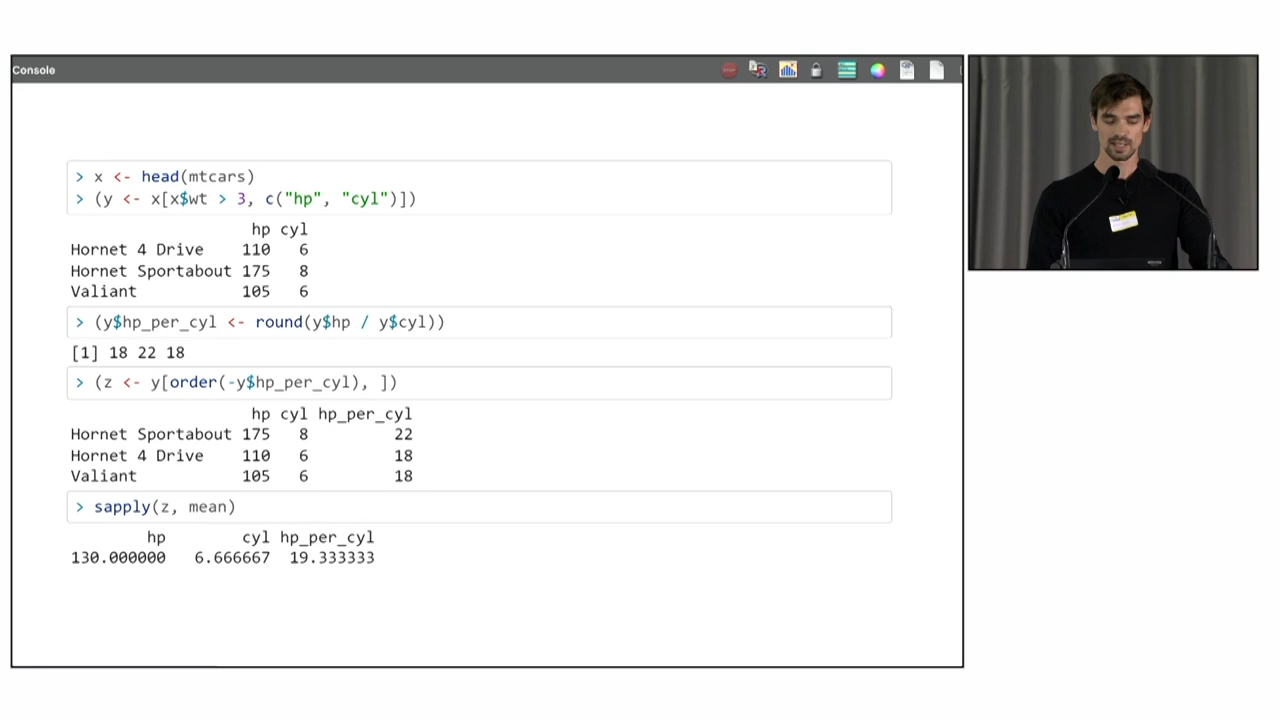 Console
> x <- head(mtcars)
> (y <- x[x$wt > 3, c("hp", "cyl")])
hp cyl
Hornet 4 Drive 110 6
Hornet Sportabout 175 8
Valiant 105 6
> (y$hp_per_cyl <- round(y$hp / y$cyl))
[1] 18 22 18
> (z <- y[order(-y$hp_per_cyl), ])
hp cyl hp_per_cyl
Hornet Sportabout 175 8 22
Hornet 4 Drive 110 6 18
Valiant 105 6 18
> sapply(z, mean)
hp cyl hp_per_cyl
130.000000 6.666667 19.333333